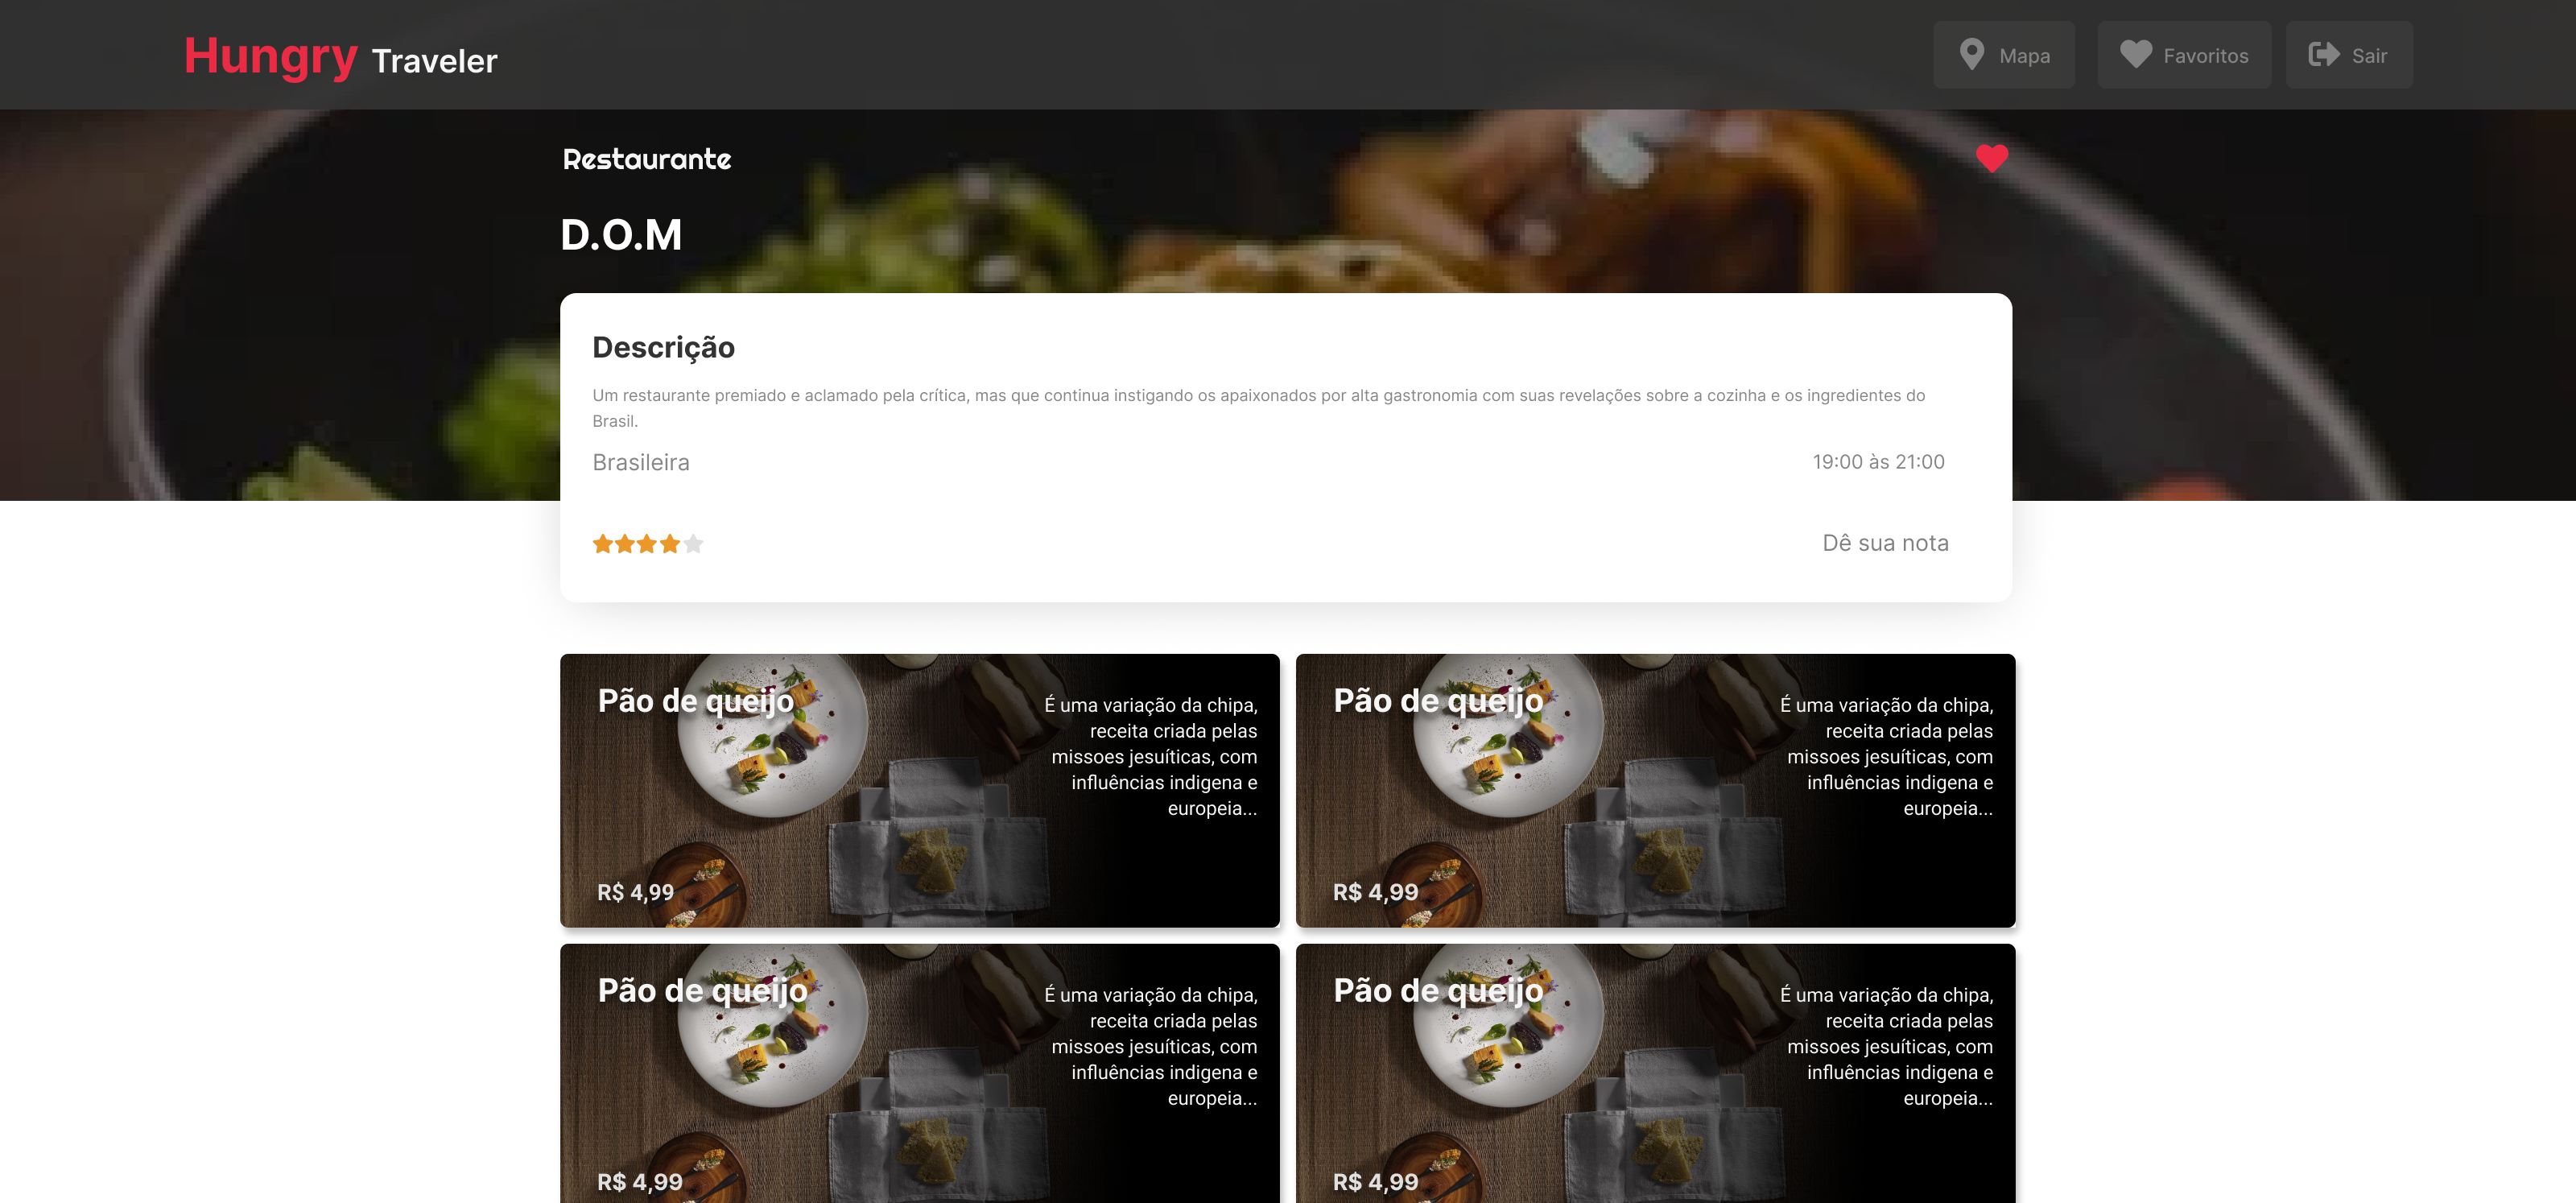 Hungry Traveler
Mapa
Favoritos
Sair
Restaurante
D.O.M
Descrição
Um restaurante premiado e aclamado pela crítica, mas que continua instigando os apaixonados por alta gastronomia com suas revelações sobre a cozinha e os ingredientes do
Brasil.
Brasileira
19:00 às 21:00
Dê sua nota
Pão de queijo
É uma variação da chipa,
receita criada pelas
missoes jesuíticas, com
influências indigena e
europeia...
R$ 4,99
Pão de queijo
É uma variação da chipa,
receita criada pelas
missoes jesuíticas, com
influências indigena e
europeia...
R$ 4,99
Pão de queijo
É uma variação da chipa,
receita criada pelas
missoes jesuíticas, com
influências indigena e
europeia...
R$ 4,99
Pão de queijo
É uma variação da chipa,
receita criada pelas
missoes jesuíticas, com
influências indigena e
europeia...
R$ 4,99